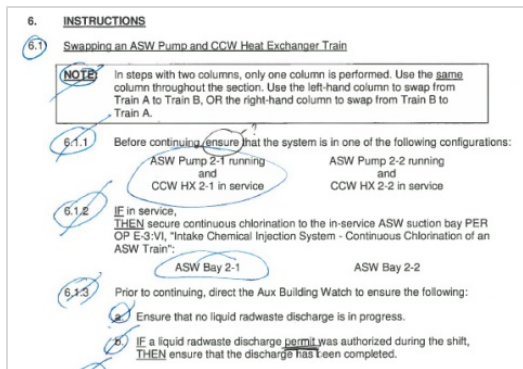 6. INSTRUCTIONS
6.1 Swapping an ASW Pump and CCW Heat Exchanger Train
NOTE: In steps with two columns, only one column is performed. Use the same
column throughout the section. Use the left-hand column to swap from
Train A to Train B, OR the right-hand column to swap from Train B to
Train A.
?
6.1.1 Before continuing, ensure that the system is in one of the following configurations:
ASW Pump 2-1 running ASW Pump 2-2 running
and and
CCW HX 2-1 in service CCW HX 2-2 in service
6.1.2 IF in service,
THEN secure continuous chlorination to the in-service ASW suction bay PER
OP E-3:VI, "Intake Chemical Injection System - Continuous Chlorination of an
ASW Train":
ASW Bay 2-1 ASW Bay 2-2
6.1.3 Prior to continuing, direct the Aux Building Watch to ensure the following:
a. Ensure that no liquid radwaste discharge is in progress.
b. IF a liquid radwaste discharge permit was authorized during the shift,
THEN ensure that the discharge has been completed.